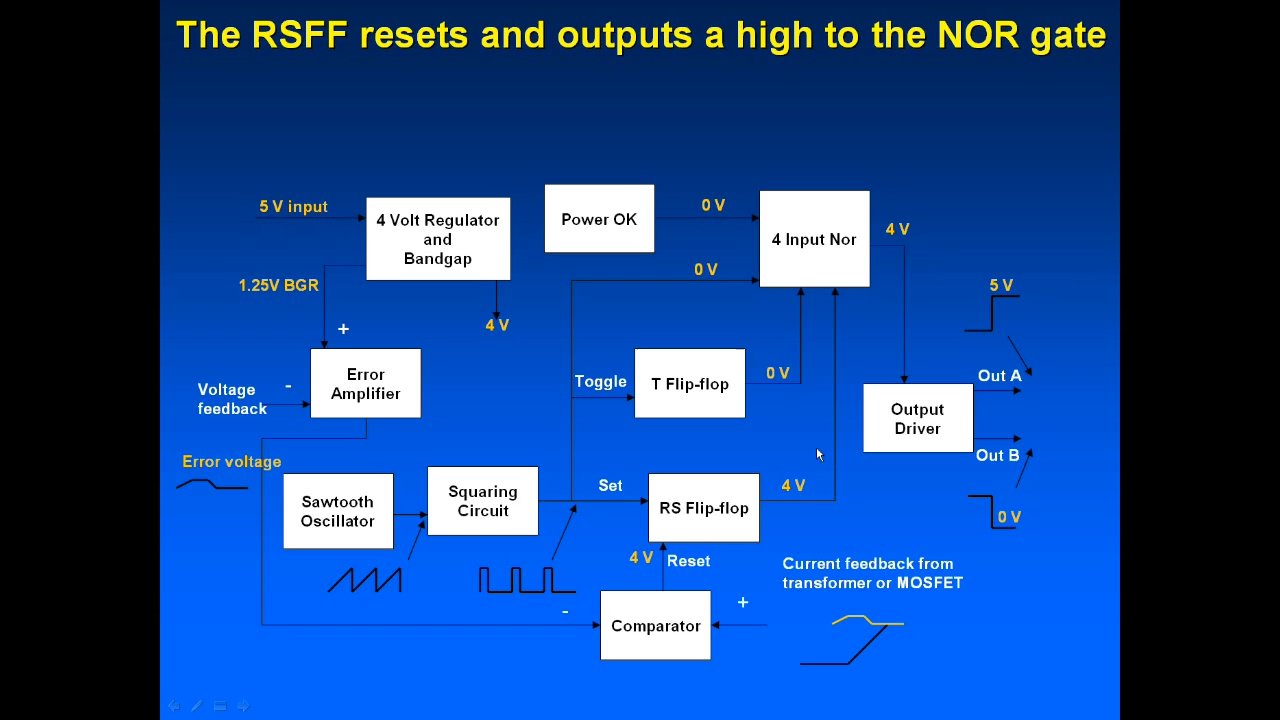 The RSFF resets and outputs a high to the NOR gate
5 V input
4 Volt Regulator
and
Bandgap
Power OK
0 V
4 Input Nor
4 V
0 V
1.25V BGR
5 V
4 V
+
Error
Amplifier
-
Voltage
feedback
Toggle
T Flip-flop
0 V
Out A
Output
Driver
Out B
Error voltage
Sawtooth
Oscillator
Squaring
Circuit
Set
RS Flip-flop
4 V
0 V
4 V
Reset
Current feedback from
transformer or MOSFET
-
Comparator
+